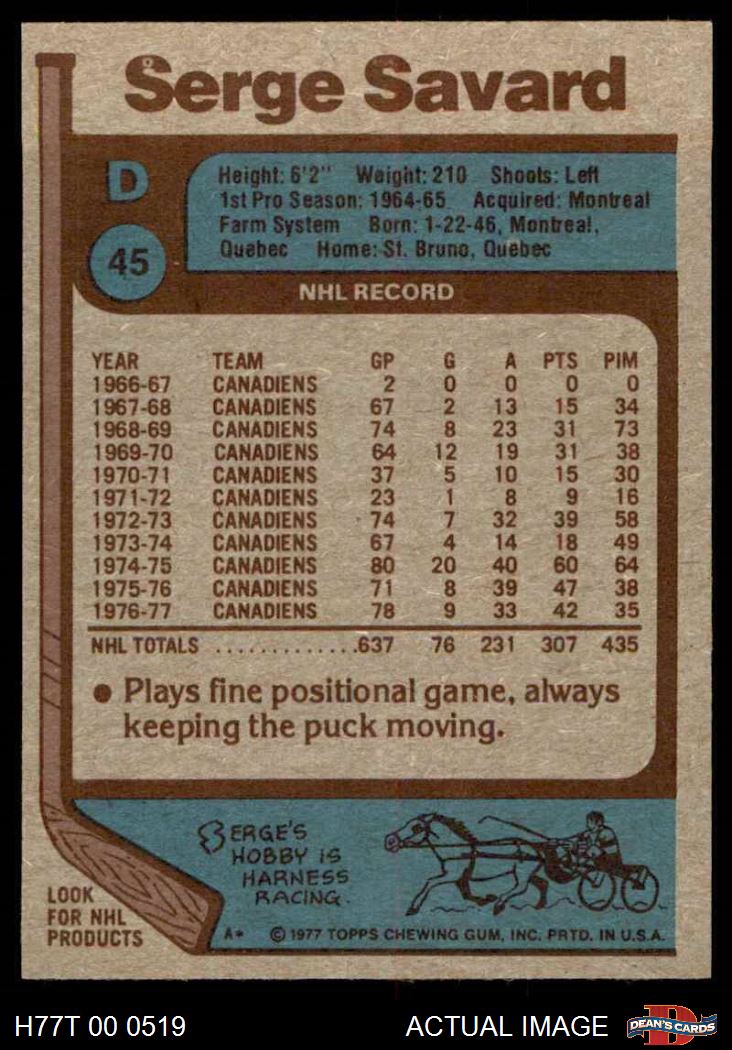 Serge Savard
D
45
Height: 6'2" Weight: 210 Shoots: Left
1st Pro Season: 1964-65 Acquired: Montreal
Farm System Born: 1-22-46, Montreal,
Quebec Home: St. Bruno, Quebec
NHL RECORD
YEAR TEAM GP G A PTS PIM
1966-67 CANADIENS 2 0 0 0 0
1967-68 CANADIENS 67 2 13 15 34
1968-69 CANADIENS 74 8 23 31 73
1969-70 CANADIENS 64 12 19 31 38
1970-71 CANADIENS 37 5 10 15 30
1971-72 CANADIENS 23 1 8 9 16
1972-73 CANADIENS 74 7 32 39 58
1973-74 CANADIENS 67 4 14 18 49
1974-75 CANADIENS 80 20 40 60 64
1975-76 CANADIENS 71 8 39 47 38
1976-77 CANADIENS 78 9 33 42 35
NHL TOTALS .............637 76 231 307 435
● Plays fine positional game, always
keeping the puck moving.
SERGE'S
HOBBY IS
HARNESS
RACING.
LOOK
FOR NHL
PRODUCTS
A* © 1977 TOPPS CHEWING GUM, INC. PRTD. IN U.S.A.
H77T 00 0519 ACTUAL IMAGE
D
DEAN'S CARDS